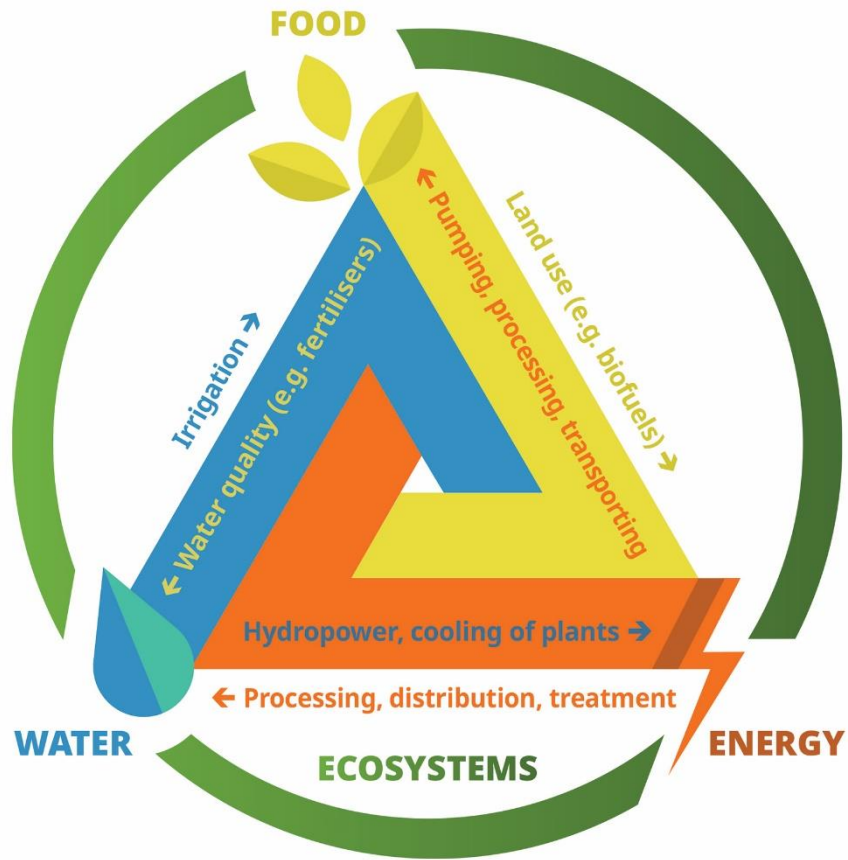 FOOD
Irrigation →
← Water quality (e.g. fertilisers)
← Pumping, processing, transporting
Land use (e.g. biofuels) →
Hydropower, cooling of plants →
← Processing, distribution, treatment
WATER
ECOSYSTEMS
ENERGY